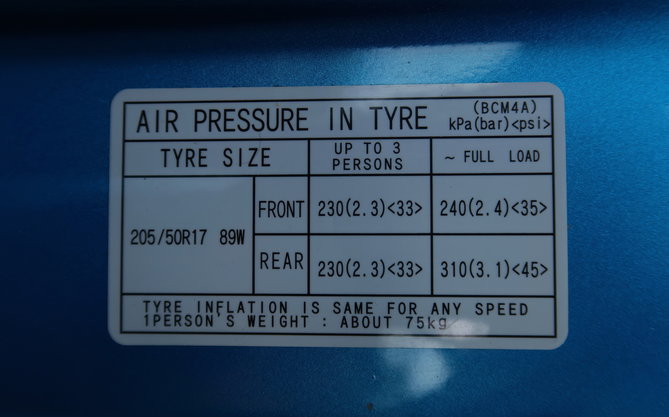 AIR PRESSURE IN TYRE (BCM4A) kPa(bar)<psi>
TYRE SIZE UP TO 3 PERSONS ~ FULL LOAD
205/50R17 89W
FRONT 230(2.3)<33> 240(2.4)<35>
REAR 230(2.3)<33> 310(3.1)<45>
TYRE INFLATION IS SAME FOR ANY SPEED
1PERSON'S WEIGHT : ABOUT 75kg